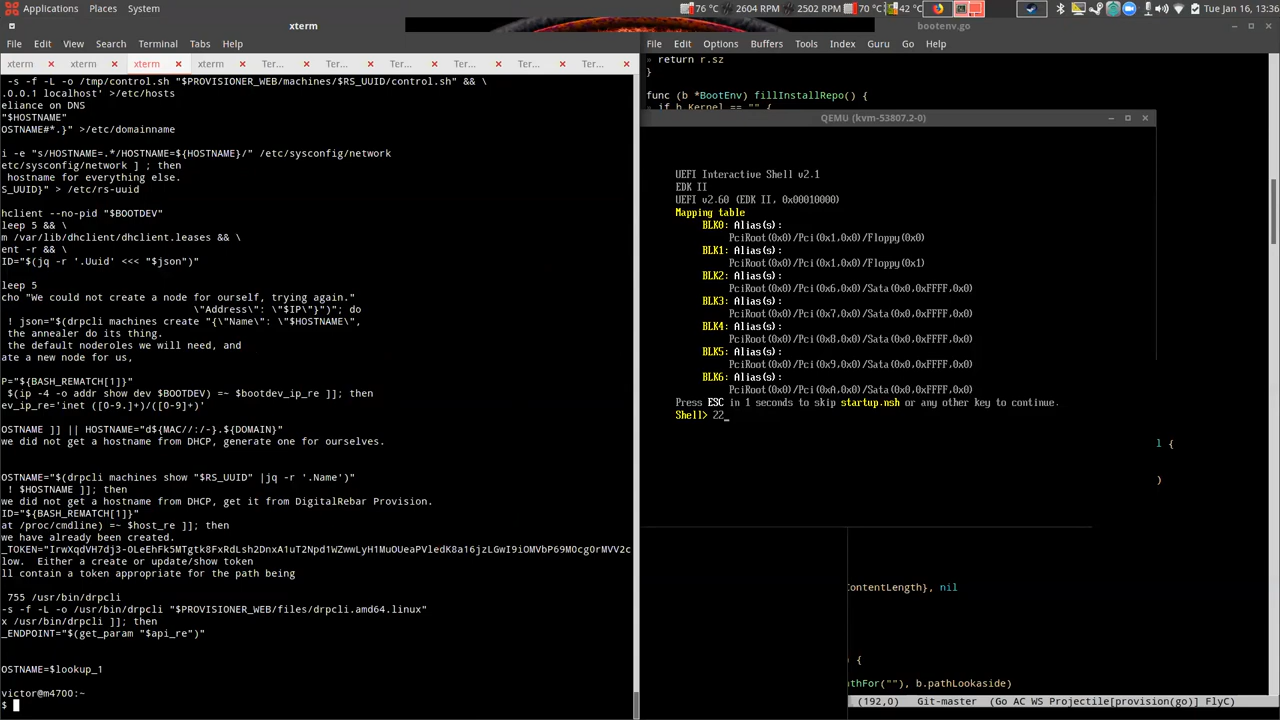 Applications Places System
76 °C 2604 RPM 2502 RPM 70 °C 42 °C
Tue Jan 16, 13:36
xterm
bootenv.go
File Edit View Search Terminal Tabs Help
xterm xterm xterm xterm Ter... Ter... Ter... Ter... Ter... Ter...
-s -f -L -o /tmp/control.sh "$PROVISIONER_WEB/machines/$RS_UUID/control.sh" && \
.0.0.1 localhost' >/etc/hosts
eliance on DNS
"$HOSTNAME"
OSTNAME#*.}" >/etc/domainname
i -e "s/HOSTNAME=.*/HOSTNAME=${HOSTNAME}/" /etc/sysconfig/network
etc/sysconfig/network ] ; then
hostname for everything else.
S_UUID}" > /etc/rs-uuid
hclient --no-pid "$BOOTDEV"
leep 5 && \
m /var/lib/dhclient/dhclient.leases && \
ent -r && \
ID="$(jq -r '.Uuid' <<< "$json")"
leep 5
cho "We could not create a node for ourself, trying again."
\"Address\": \"$IP\"}")"; do
! json="$(drpcli machines create "{\"Name\": \"$HOSTNAME\",
the annealer do its thing.
the default noderoles we will need, and
ate a new node for us,
P="${BASH_REMATCH[1]}"
$(ip -4 -o addr show dev $BOOTDEV) =~ $bootdev_ip_re ]]; then
ev_ip_re='inet ([0-9.]+)/([0-9]+)'
OSTNAME ]] || HOSTNAME="d${MAC//:/-}.${DOMAIN}"
we did not get a hostname from DHCP, generate one for ourselves.
OSTNAME="$(drpcli machines show "$RS_UUID" |jq -r '.Name')"
! $HOSTNAME ]]; then
we did not get a hostname from DHCP, get it from DigitalRebar Provision.
ID="${BASH_REMATCH[1]}"
at /proc/cmdline) =~ $host_re ]]; then
we have already been created.
low.  Either a create or update/show token
ll contain a token appropriate for the path being
755 /usr/bin/drpcli
-s -f -L -o /usr/bin/drpcli "$PROVISIONER_WEB/files/drpcli.amd64.linux"
x /usr/bin/drpcli ]]; then
_ENDPOINT="$(get_param "$api_re")"
OSTNAME=$lookup_1
victor@m4700:~
$
File Edit Options Buffers Tools Index Guru Go Help
return r.sz
}
func (b *BootEnv) fillInstallRepo() {
if b.Kernel == "" {
QEMU (kvm-53807.2-0)
UEFI Interactive Shell v2.1
EDK II
UEFI v2.60 (EDK II, 0x00010000)
Mapping table
BLK0: Alias(s):
PciRoot(0x0)/Pci(0x1,0x0)/Floppy(0x0)
BLK1: Alias(s):
PciRoot(0x0)/Pci(0x1,0x0)/Floppy(0x1)
BLK2: Alias(s):
PciRoot(0x0)/Pci(0x6,0x0)/Sata(0x0,0xFFFF,0x0)
BLK3: Alias(s):
PciRoot(0x0)/Pci(0x7,0x0)/Sata(0x0,0xFFFF,0x0)
BLK4: Alias(s):
PciRoot(0x0)/Pci(0x8,0x0)/Sata(0x0,0xFFFF,0x0)
BLK5: Alias(s):
PciRoot(0x0)/Pci(0x9,0x0)/Sata(0x0,0xFFFF,0x0)
BLK6: Alias(s):
PciRoot(0x0)/Pci(0xA,0x0)/Sata(0x0,0xFFFF,0x0)
Press ESC in 1 seconds to skip startup.nsh or any other key to continue.
Shell> 22_
l {
)
ContentLength}, nil
) {
athFor(""), b.pathLookaside)
(192,0) Git-master (Go AC WS Projectile[provision(go)] FlyC)